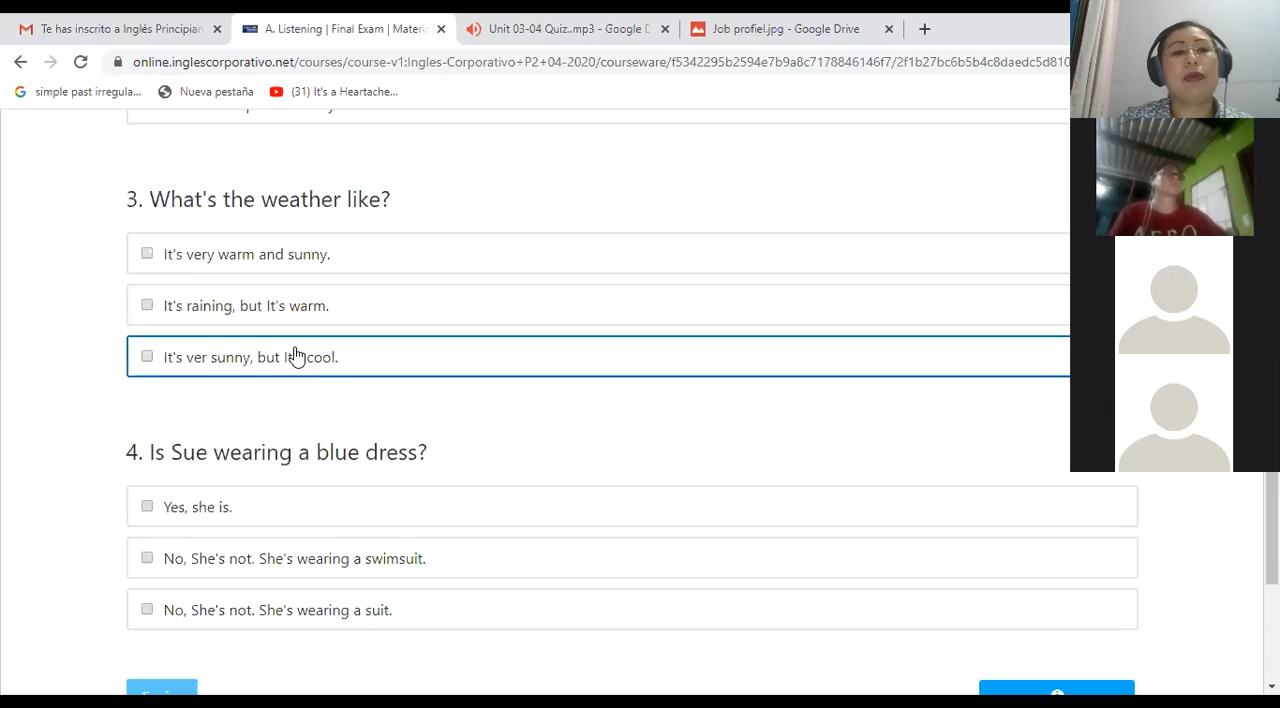 Te has inscrito a Inglés Principian
A. Listening | Final Exam | Materi
Unit 03-04 Quiz..mp3 - Google D
Job profiel.jpg - Google Drive
online.inglescorporativo.net/courses/course-v1:Ingles-Corporativo+P2+04-2020/courseware/f5342295b2594e7b9a8c7178846146f7/2f1b27bc6b5b4c8daedc5d810
simple past irregula...
Nueva pestaña
(31) It's a Heartache...
3. What's the weather like?
It's very warm and sunny.
It's raining, but It's warm.
It's ver sunny, but It cool.
4. Is Sue wearing a blue dress?
Yes, she is.
No, She's not. She's wearing a swimsuit.
No, She's not. She's wearing a suit.